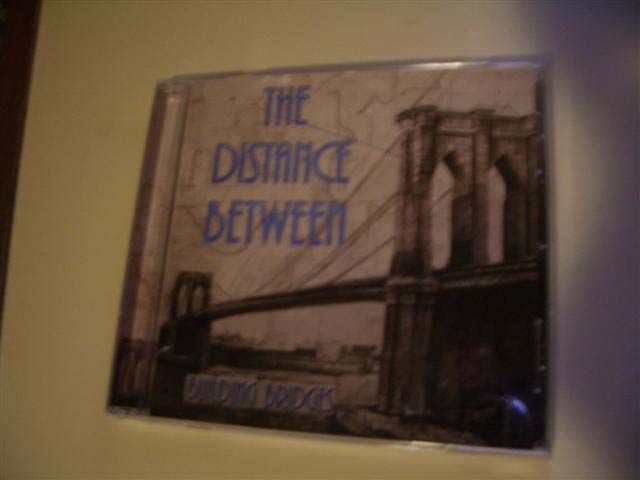 THE
DISTANCE
BETWEEN
BUILDING BRIDGES